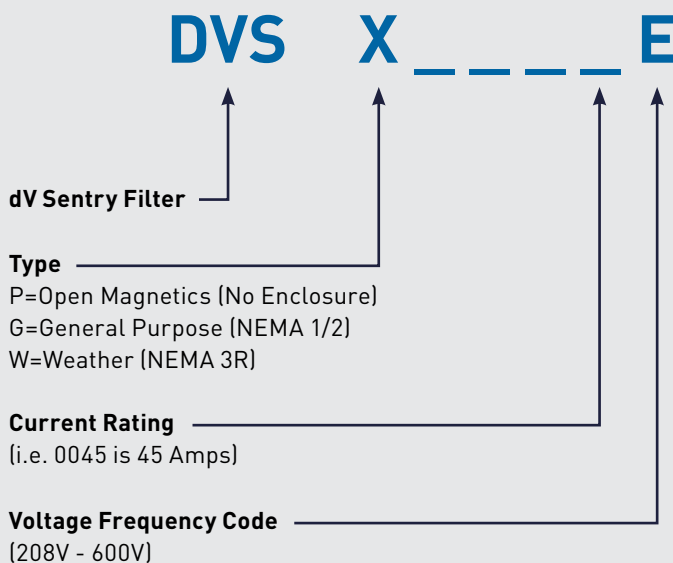 DVS X _ _ _ _ E
dV Sentry Filter
Type
P=Open Magnetics (No Enclosure)
G=General Purpose (NEMA 1/2)
W=Weather (NEMA 3R)
Current Rating
(i.e. 0045 is 45 Amps)
Voltage Frequency Code
(208V - 600V)